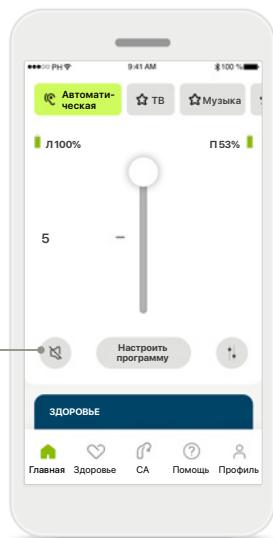 PH 9:41 AM 100 %
Автомати-
ческая
ТВ
Музыка
Л 100% П 53%
5
Настроить
программу
ЗДОРОВЬЕ
Главная Здоровье СА Помощь Профиль